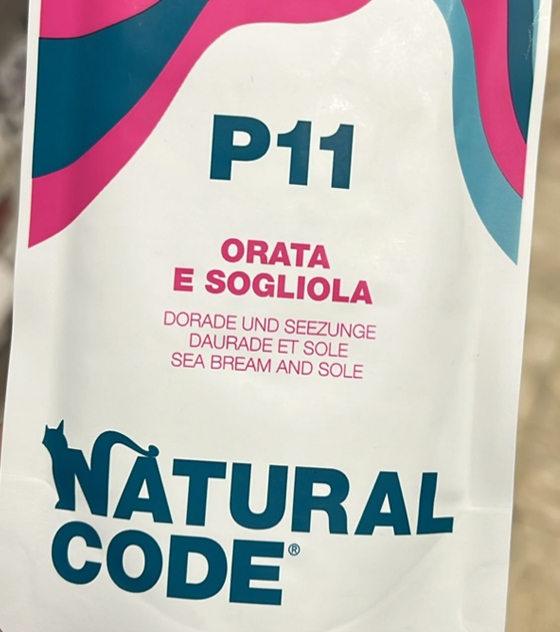 P11
ORATA
E SOGLIOLA
DORADE UND SEEZUNGE
DAURADE ET SOLE
SEA BREAM AND SOLE
NATURAL
CODE®